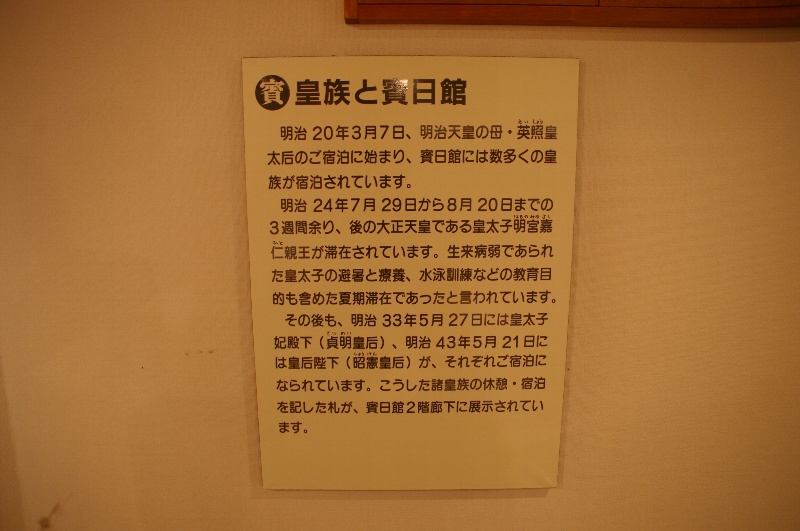 賓 皇族と賓日館
明治20年3月7日、明治天皇の母・英照皇
太后のご宿泊に始まり、賓日館には数多くの皇
族が宿泊されています。
明治24年7月29日から8月20日までの
3週間余り、後の大正天皇である皇太子明宮嘉
仁親王が滞在されています。生来病弱であられ
た皇太子の避暑と療養、水泳訓練などの教育目
的も含めた夏期滞在であったと言われています。
その後も、明治33年5月27日には皇太子
妃殿下（貞明皇后）、明治43年5月21日に
は皇后陛下（昭憲皇后）が、それぞれご宿泊に
なられています。こうした諸皇族の休憩・宿泊
を記した札が、賓日館2階廊下に展示されてい
ます。